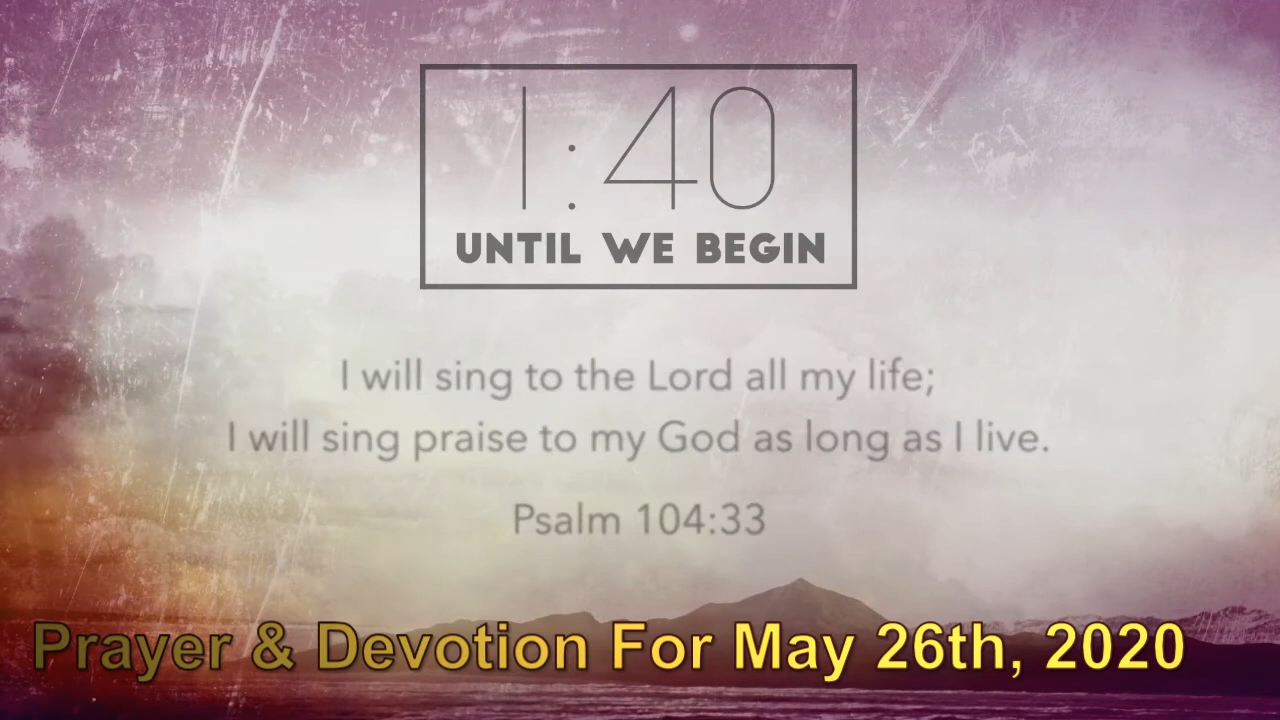 1:40
UNTIL WE BEGIN
I will sing to the Lord all my life;
I will sing praise to my God as long as I live.
Psalm 104:33
Prayer & Devotion For May 26th, 2020